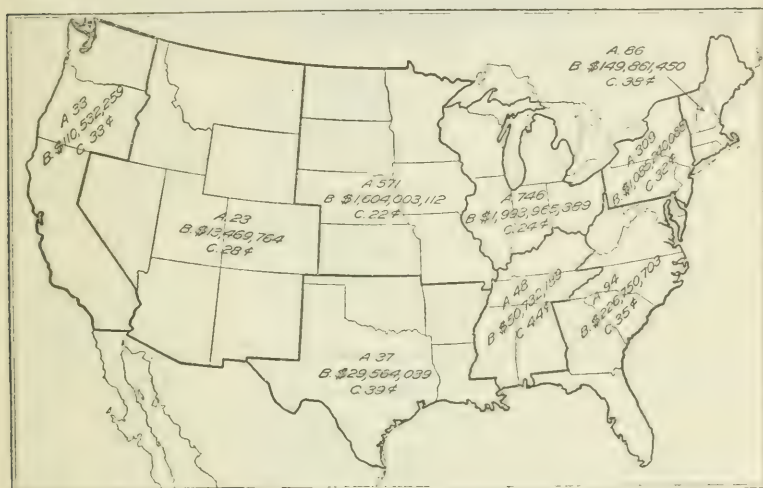 A. 86
B. $149,861,450
C. 38¢
A 33
B. $110,532,259
C. 33¢
A 309
C. 32¢
A 571
B. $1,604,003,112
C. 22¢
A. 746
B. $1,993,965,389
C. 24¢
A. 23
B. $13,469,764
C. 28¢
A 48
B. $50,732,199
C. 44¢
A 94
B. $226,750,703
C. 35¢
A 37
B. $29,564,039
C. 39¢